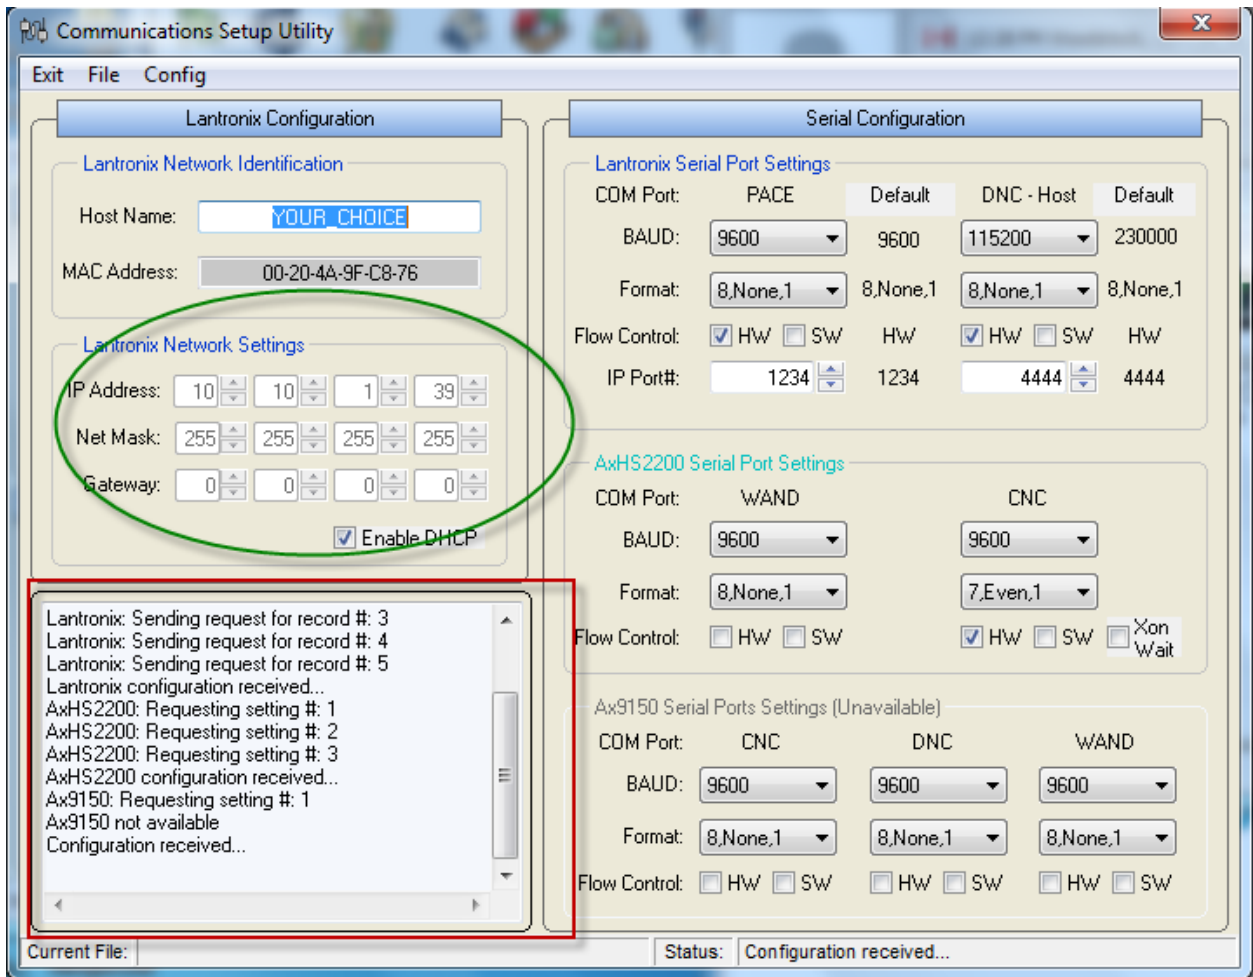 Communications Setup Utility
Exit File Config
Lantronix Configuration
Lantronix Network Identification
Host Name: YOUR_CHOICE
MAC Address: 00-20-4A-9F-C8-76
Lantronix Network Settings
IP Address: 10 10 1 39
Net Mask: 255 255 255 255
Gateway: 0 0 0 0
Enable DHCP
Lantronix: Sending request for record #: 3
Lantronix: Sending request for record #: 4
Lantronix: Sending request for record #: 5
Lantronix configuration received...
AxHS2200: Requesting setting #: 1
AxHS2200: Requesting setting #: 2
AxHS2200: Requesting setting #: 3
AxHS2200 configuration received...
Ax9150: Requesting setting #: 1
Ax9150 not available
Configuration received...
Serial Configuration
Lantronix Serial Port Settings
COM Port: PACE Default DNC - Host Default
BAUD: 9600 9600 115200 230000
Format: 8,None,1 8,None,1 8,None,1 8,None,1
Flow Control: HW SW HW HW SW HW
IP Port#: 1234 1234 4444 4444
AxHS2200 Serial Port Settings
COM Port: WAND CNC
BAUD: 9600 9600
Format: 8,None,1 7,Even,1
Flow Control: HW SW HW SW Xon Wait
Ax9150 Serial Ports Settings (Unavailable)
COM Port: CNC DNC WAND
BAUD: 9600 9600 9600
Format: 8,None,1 8,None,1 8,None,1
Flow Control: HW SW HW SW HW SW
Current File: Status: Configuration received...